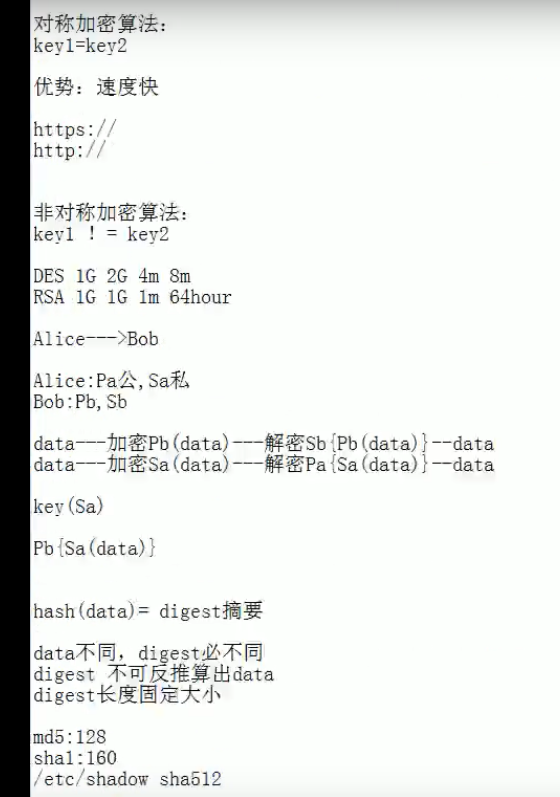 对称加密算法：
key1=key2
优势：速度快
https://
http://
非对称加密算法：
key1 ! = key2
DES 1G 2G 4m 8m
RSA 1G 1G 1m 64hour
Alice--->Bob
Alice:Pa公,Sa私
Bob:Pb,Sb
data---加密Pb(data)---解密Sb{Pb(data)}--data
data---加密Sa(data)---解密Pa{Sa(data)}--data
key(Sa)
Pb{Sa(data)}
hash(data)= digest摘要
data不同，digest必不同
digest 不可反推算出data
digest长度固定大小
md5:128
sha1:160
/etc/shadow sha512